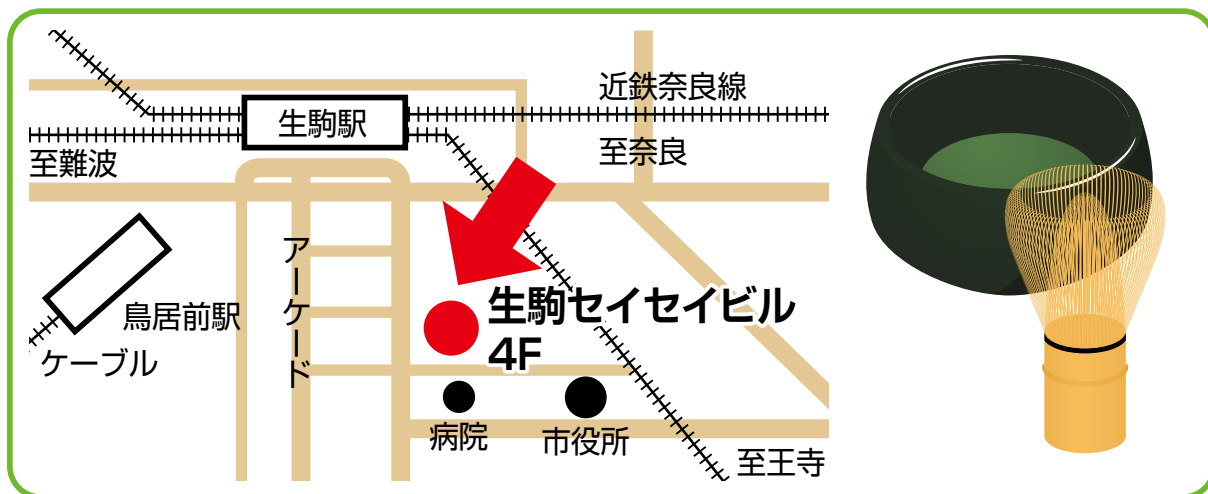 近鉄奈良線
生駒駅
至奈良
至難波
アーケード
生駒セイセイビル
4F
鳥居前駅
ケーブル
病院
市役所
至王寺